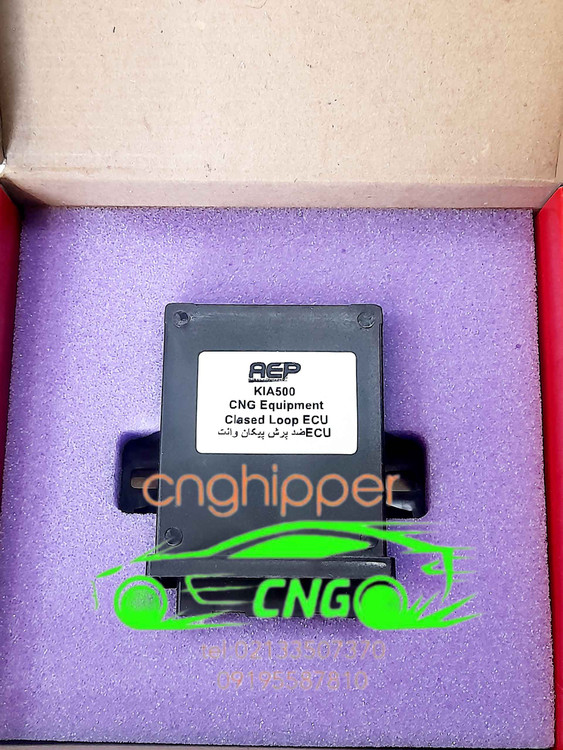 AEP
KIA500
CNG Equipment
Clased Loop ECU
ECUضد پرش پیکان وانت
cnghipper
CNG
tel:02133507370
09195587810